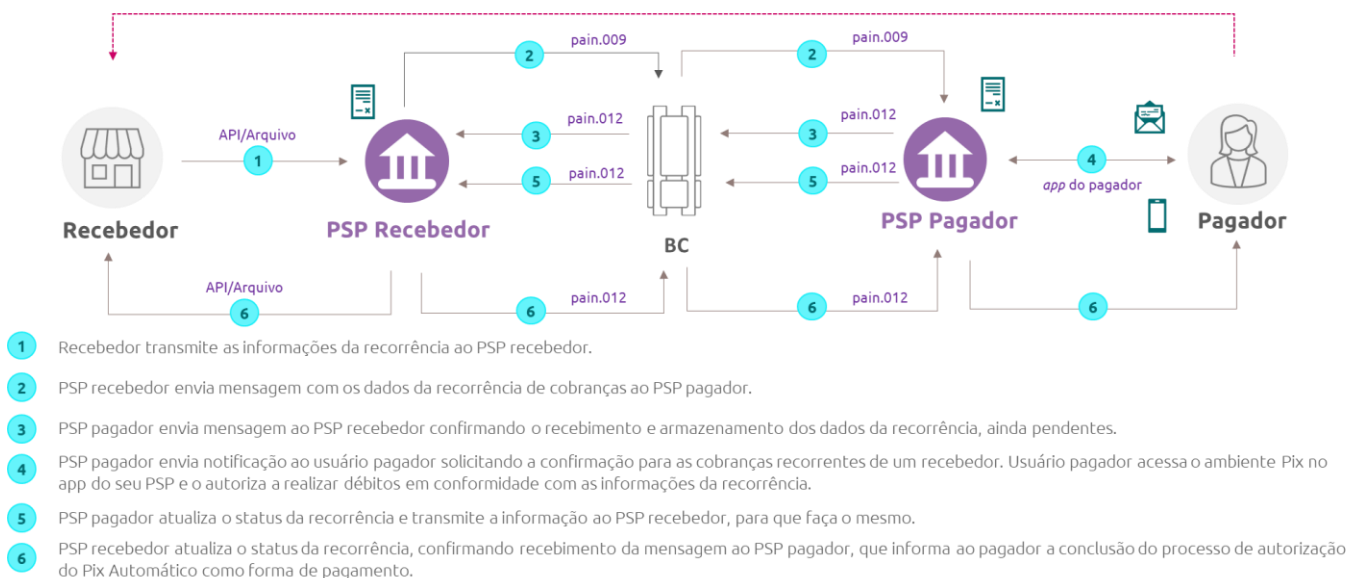 pain.009
pain.009
2
2
API/Arquivo
1
pain.012
3
pain.012
5
pain.012
3
pain.012
5
4
app do pagador
Recebedor
PSP Recebedor
BC
PSP Pagador
Pagador
API/Arquivo
6
6
pain.012
6
pain.012
6
1 Recebedor transmite as informações da recorrência ao PSP recebedor.
2 PSP recebedor envia mensagem com os dados da recorrência de cobranças ao PSP pagador.
3 PSP pagador envia mensagem ao PSP recebedor confirmando o recebimento e armazenamento dos dados da recorrência, ainda pendentes.
4 PSP pagador envia notificação ao usuário pagador solicitando a confirmação para as cobranças recorrentes de um recebedor. Usuário pagador acessa o ambiente Pix no
app do seu PSP e o autoriza a realizar débitos em conformidade com as informações da recorrência.
5 PSP pagador atualiza o status da recorrência e transmite a informação ao PSP recebedor, para que faça o mesmo.
6 PSP recebedor atualiza o status da recorrência, confirmando recebimento da mensagem ao PSP pagador, que informa ao pagador a conclusão do processo de autorização
do Pix Automático como forma de pagamento.